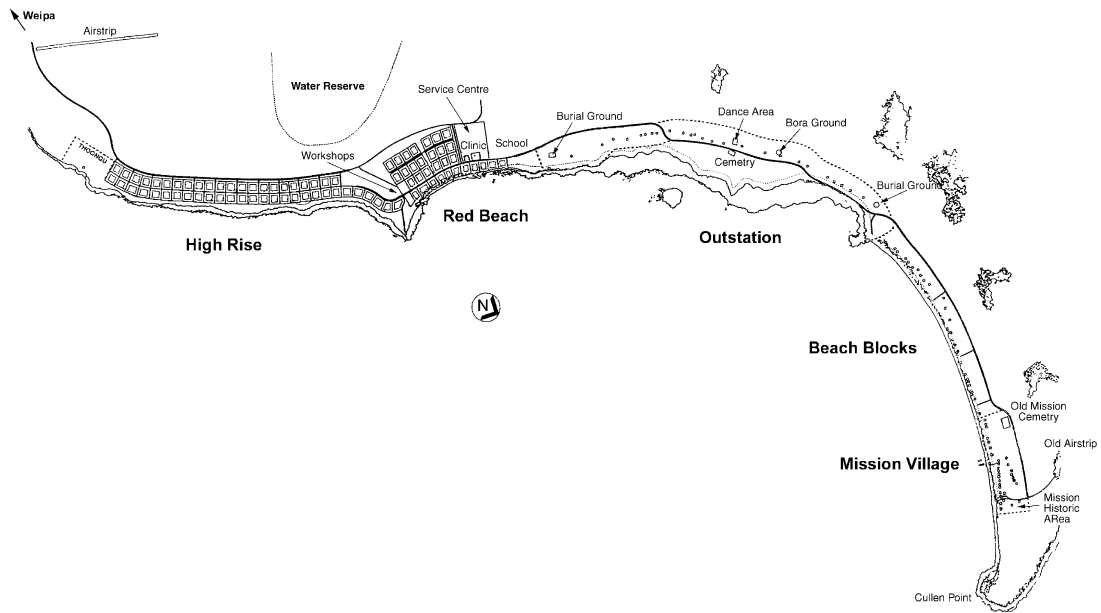 Weipa
Airstrip
Water Reserve
Service Centre
THOONGU
Workshops
Clinic
School
Burial Ground
Dance Area
Bora Ground
Cemetry
Burial Ground
High Rise
Red Beach
Outstation
N
Beach Blocks
Old Mission
Cemetery
Old Airstrip
Mission Village
Mission
Historic
ARea
Cullen Point